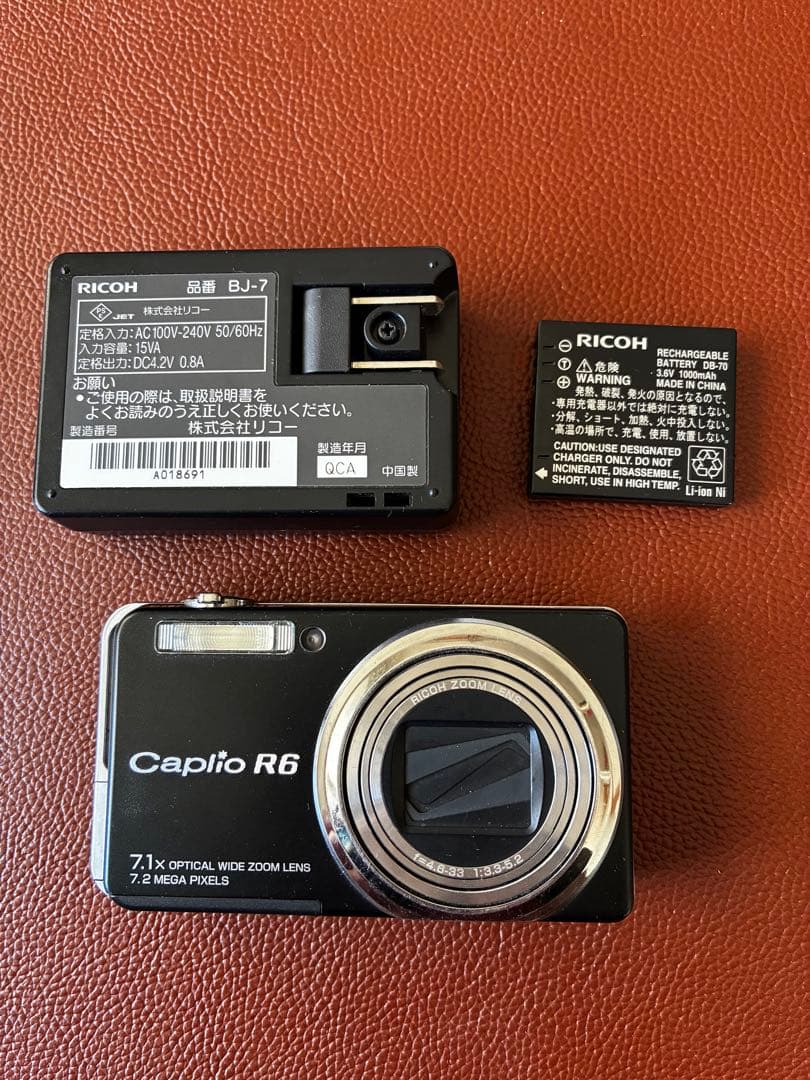 RICOH 品番 BJ-7
PS E JET 株式会社リコー
定格入力:AC100V-240V 50/60Hz
入力容量:15VA
定格出力:DC4.2V 0.8A
お願い
●ご使用の際は、取扱説明書を
よくお読みのうえ正しくお使いください。
製造番号 株式会社リコー
A018691
製造年月
QCA 中国製
RICOH
RECHARGEABLE
BATTERY DB-70
3.6V 1000mAh
MADE IN CHINA
T
危険
WARNING
発熱、破裂、発火の原因となるので、
・専用充電器以外では絶対に充電しない。
・分解、ショート、加熱、火中投入しない。
・高温の場所で、充電、使用、放置しない。
CAUTION:USE DESIGNATED
CHARGER ONLY. DO NOT
INCINERATE, DISASSEMBLE,
SHORT, USE IN HIGH TEMP.
Li-ion Ni
RICOH ZOOM LENS
Caplio R6
7.1x OPTICAL WIDE ZOOM LENS
7.2 MEGA PIXELS
f=4.6-33 1:3.3-5.2